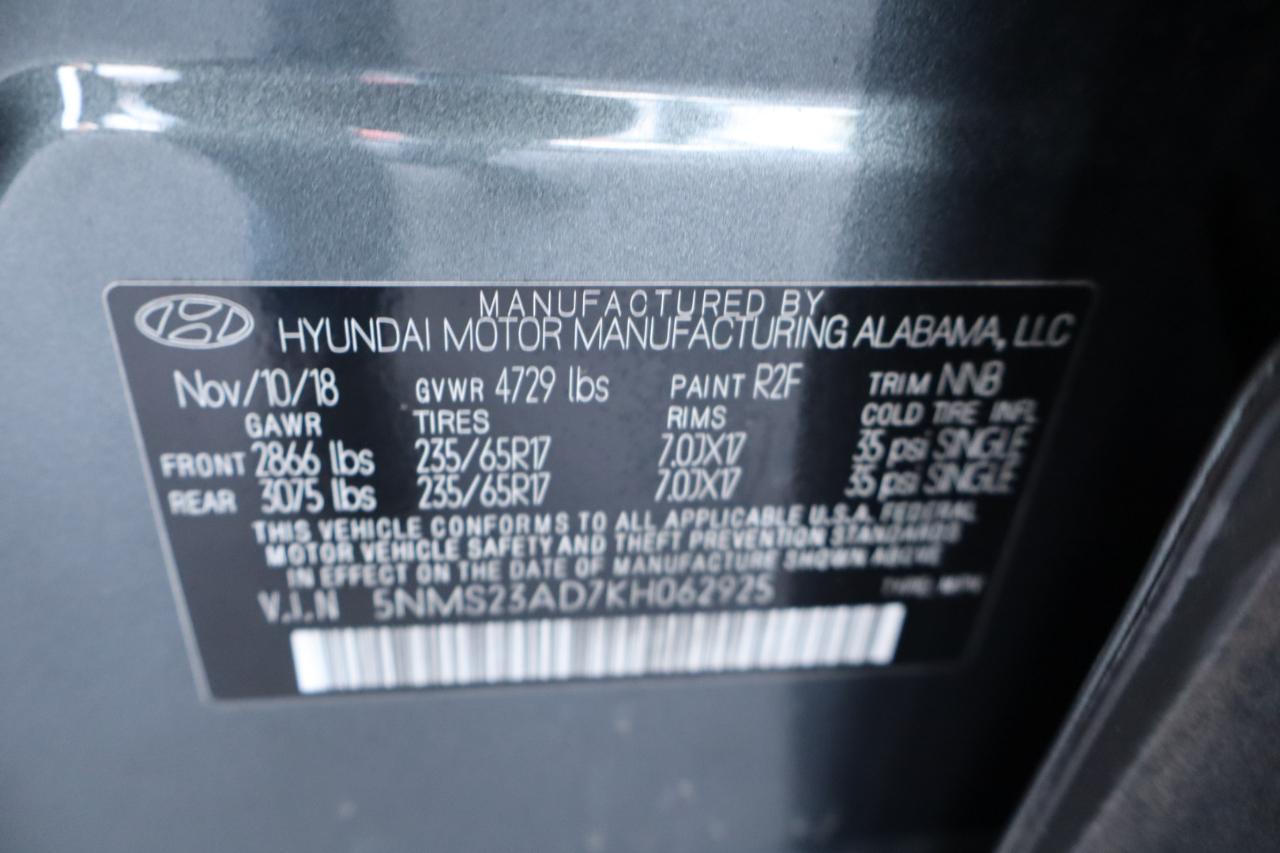 MANUFACTURED BY
HYUNDAI MOTOR MANUFACTURING ALABAMA, LLC
Nov/10/18 GVWR 4729 lbs PAINT R2F TRIM NNB
GAWR TIRES RIMS COLD TIRE INFL
FRONT 2866 lbs 235/65R17 7.0JX17 35 psi SINGLE
REAR 3075 lbs 235/65R17 7.0JX17 35 psi SINGLE
THIS VEHICLE CONFORMS TO ALL APPLICABLE U.S.A. FEDERAL
MOTOR VEHICLE SAFETY AND THEFT PREVENTION STANDARDS
IN EFFECT ON THE DATE OF MANUFACTURE SHOWN ABOVE
V.I.N 5NMS23AD7KH062925